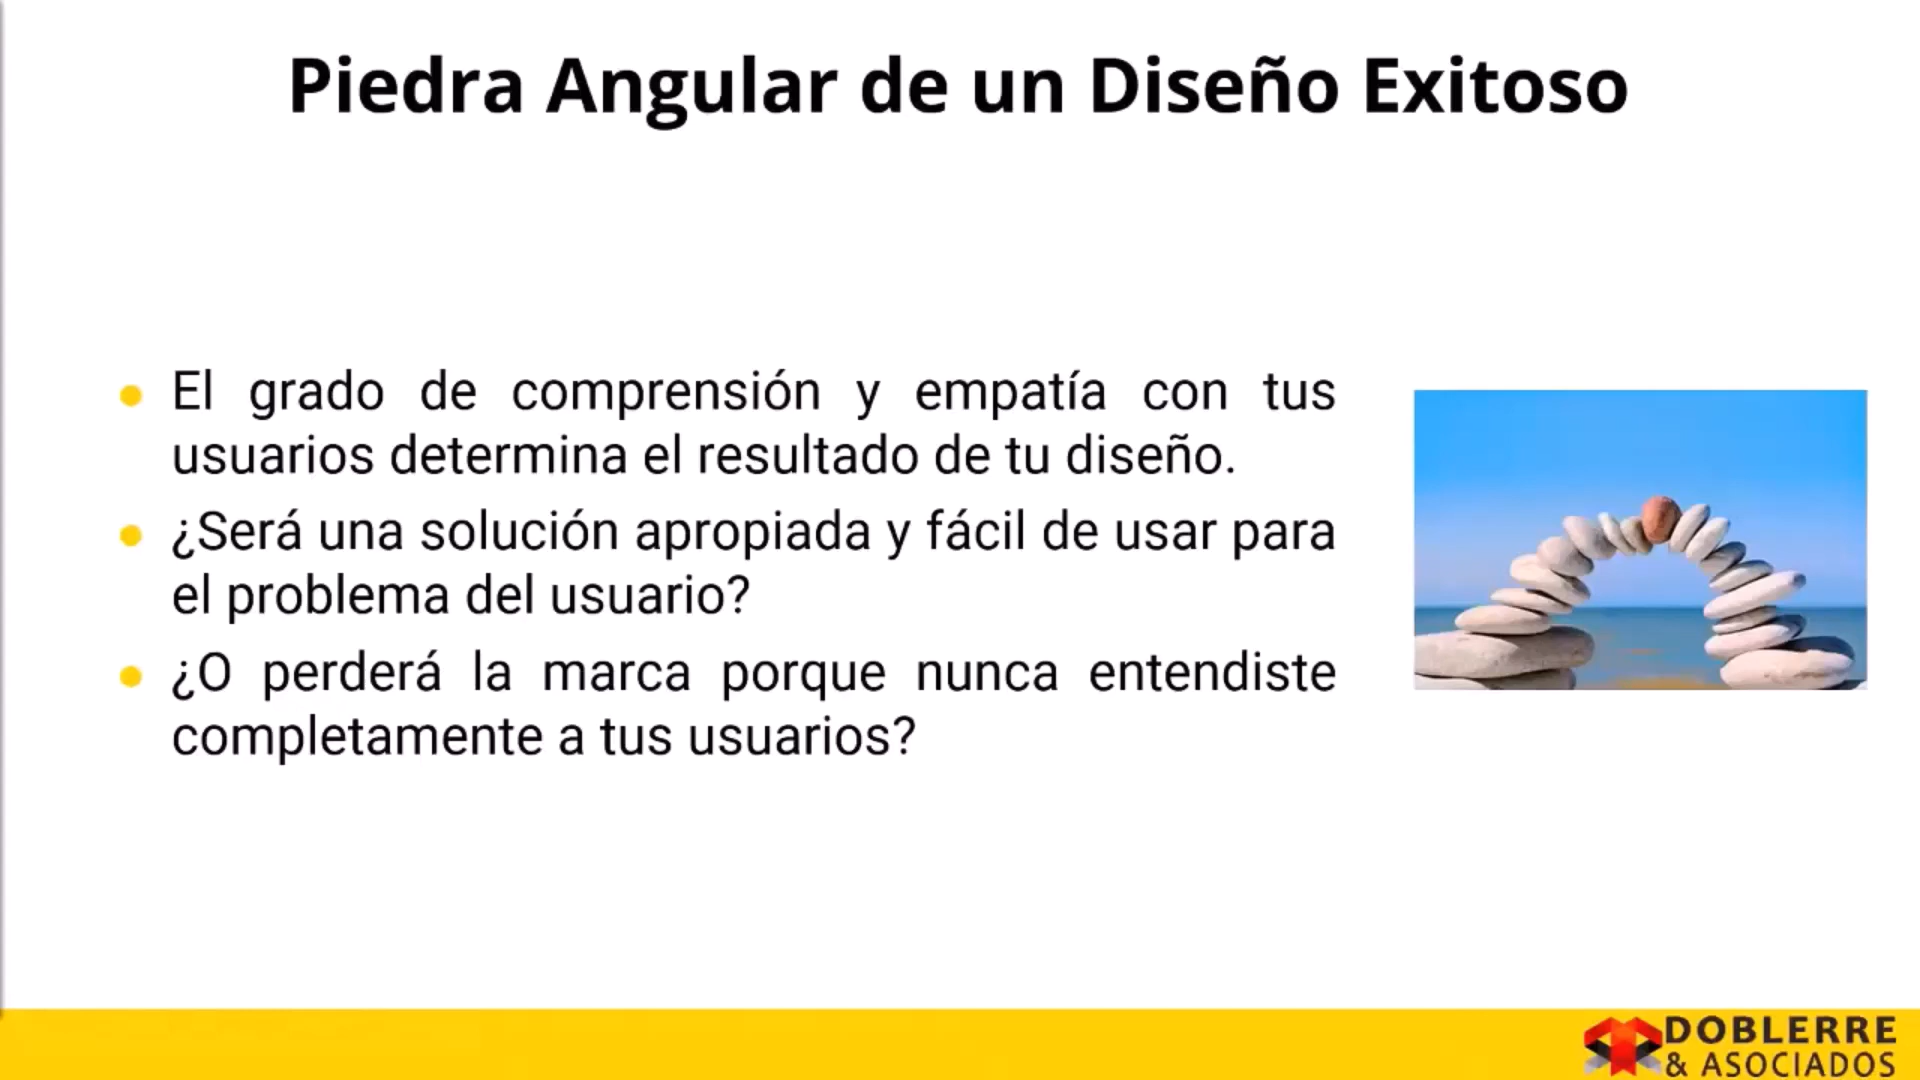 Piedra Angular de un Diseño Exitoso
El grado de comprensión y empatía con tus
usuarios determina el resultado de tu diseño.
¿Será una solución apropiada y fácil de usar para
el problema del usuario?
¿O perderá la marca porque nunca entendiste
completamente a tus usuarios?
DOBLERRE
& ASOCIADOS